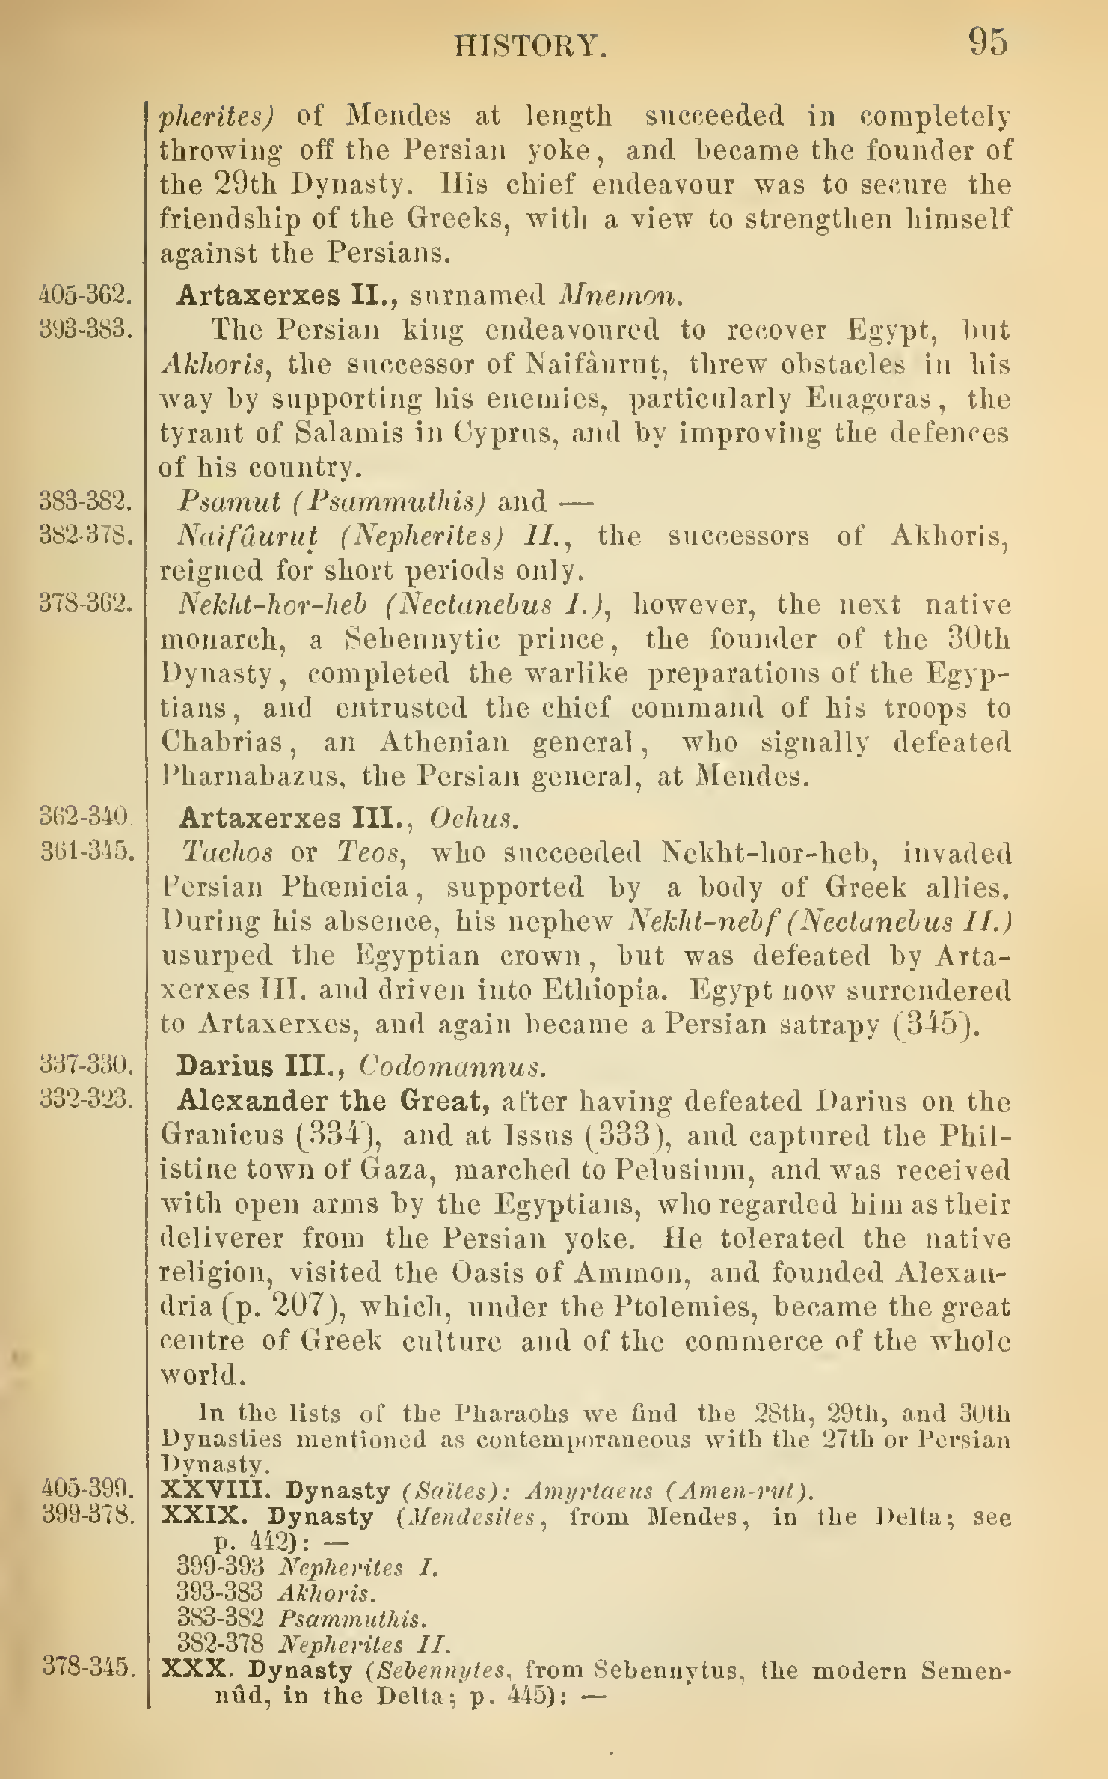 HISTORY. 95
pherites) of Mendes at length succeeded in completely
throwing off the Persian yoke, and became the founder of
the 29th Dynasty. His chief endeavour was to secure the
friendship of the Greeks, with a view to strengthen himself
against the Persians.
405-362. Artaxerxes II., surnamed Mnemon.
393-383. The Persian king endeavoured to recover Egypt, but
Akhoris, the successor of Naifâuruṭ, threw obstacles in his
way by supporting his enemies, particularly Euagoras, the
tyrant of Salamis in Cyprus, and by improving the defences
of his country.
383-382. Psamut (Psammuthis) and —
382-378. Naifâuruṭ (Nepherites) II., the successors of Akhoris,
reigned for short periods only.
378-362. Nekht-hor-heb (Nectanebus I.), however, the next native
monarch, a Sebennytic prince, the founder of the 30th
Dynasty, completed the warlike preparations of the Egyp-
tians, and entrusted the chief command of his troops to
Chabrias, an Athenian general, who signally defeated
Pharnabazus, the Persian general, at Mendes.
362-340. Artaxerxes III., Ochus.
361-345. Tachos or Teos, who succeeded Nekht-hor-heb, invaded
Persian Phœnicia, supported by a body of Greek allies.
During his absence, his nephew Nekht-nebf (Nectanebus II.)
usurped the Egyptian crown, but was defeated by Arta-
xerxes III. and driven into Ethiopia. Egypt now surrendered
to Artaxerxes, and again became a Persian satrapy (345).
337-330. Darius III., Codomannus.
332-323. Alexander the Great, after having defeated Darius on the
Granicus (334), and at Issus (333), and captured the Phil-
istine town of Gaza, marched to Pelusium, and was received
with open arms by the Egyptians, who regarded him as their
deliverer from the Persian yoke. He tolerated the native
religion, visited the Oasis of Ammon, and founded Alexan-
dria (p. 207), which, under the Ptolemies, became the great
centre of Greek culture and of the commerce of the whole
world.
In the lists of the Pharaohs we find the 28th, 29th, and 30th
Dynasties mentioned as contemporaneous with the 27th or Persian
Dynasty.
405-399. XXVIII. Dynasty (Saïtes): Amyrtaeus (Amen-rut).
399-378. XXIX. Dynasty (Mendesites, from Mendes, in the Delta; see
p. 442): —
399-393 Nepherites I.
393-383 Akhoris.
383-382 Psammuthis.
382-378 Nepherites II.
378-345. XXX. Dynasty (Sebennytes, from Sebennytus, the modern Semen-
nûd, in the Delta; p. 445): —